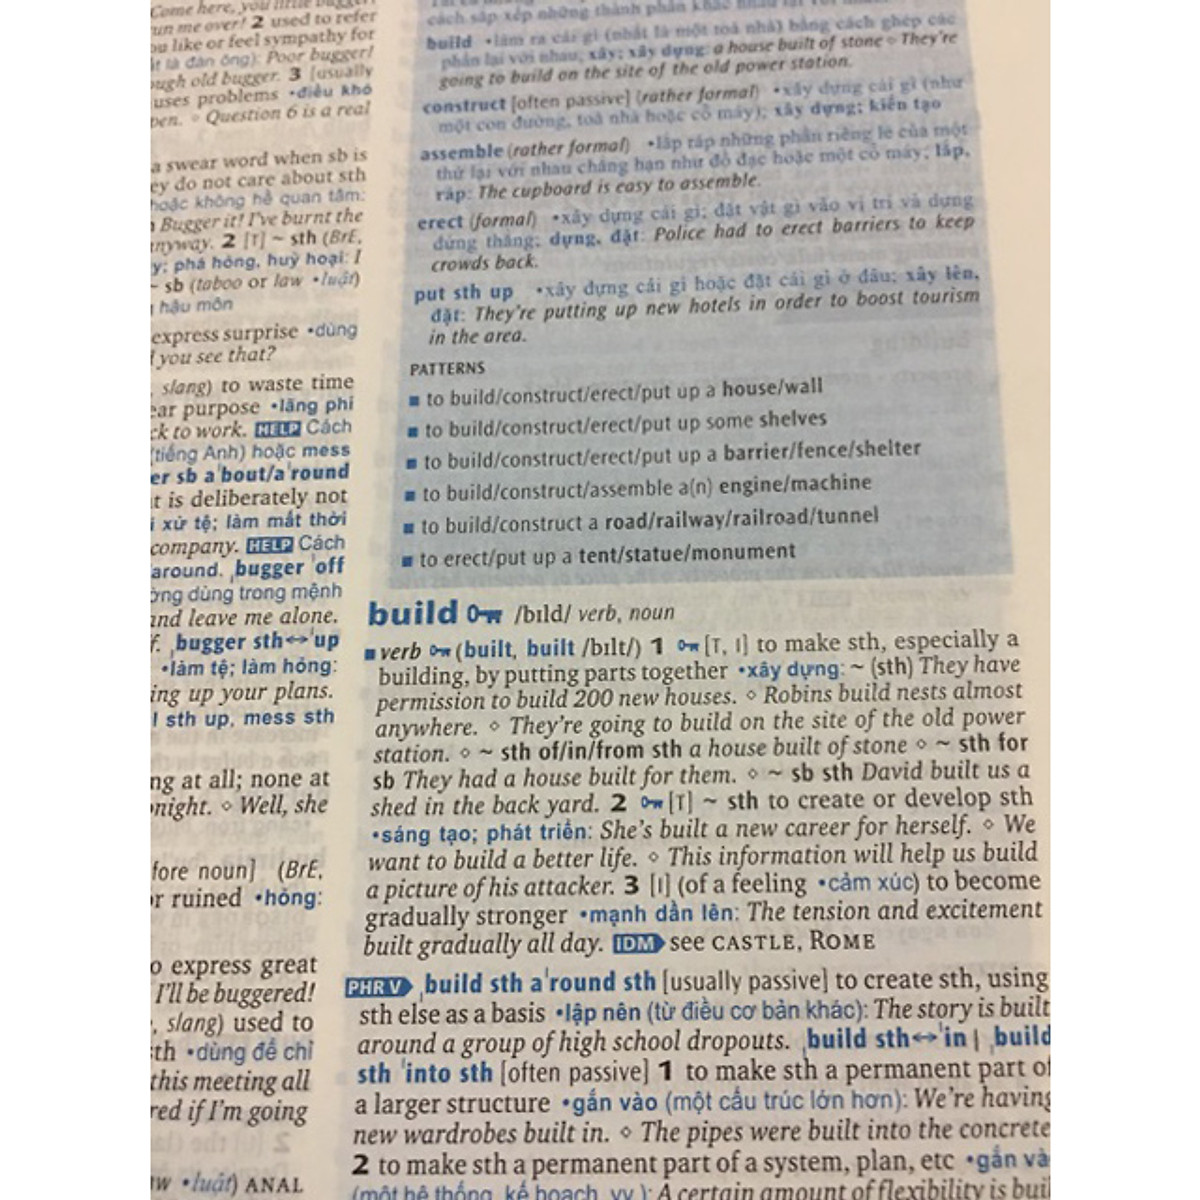 Come here, you little bugger!
run me over! 2 used to refer
ou like or feel sympathy for
ất là đàn ông): Poor bugger!
ough old bugger. 3 [usually
uses problems •điều khó
pen. ⋄ Question 6 is a real
a swear word when sb is
ey do not care about sth
hoặc không hề quan tâm:
Bugger it! I've burnt the
nyway. 2 [T] ~ sth (BrE,
y; phá hỏng, huỷ hoại: I
~ sb (taboo or law •luật)
hậu môn
express surprise •dùng
you see that?
slang) to waste time
ear purpose •lãng phí
ck to work. HELP Cách
(tiếng Anh) hoặc mess
er sb aˈbout/aˈround
t is deliberately not
i xử tệ; làm mất thời
company. HELP Cách
around. ˌbugger ˈoff
ờng dùng trong mệnh
and leave me alone.
f. ˌbugger sth↔ˈup
•làm tệ; làm hỏng:
ing up your plans.
l sth up, mess sth
ng at all; none at
night. ⋄ Well, she
fore noun] (BrE,
or ruined •hỏng:
o express great
I'll be buggered!
, slang) used to
th •dùng để chỉ
this meeting all
red if I'm going
w •luật) ANAL
cách sắp xếp những thành phần khác nhau lại với nhau
build •làm ra cái gì (nhất là một toà nhà) bằng cách ghép các
phần lại với nhau; xây; xây dựng: a house built of stone ⋄ They're
going to build on the site of the old power station.
construct [often passive] (rather formal) •xây dựng cái gì (như
một con đường, toà nhà hoặc cỗ máy); xây dựng; kiến tạo
assemble (rather formal) •lắp ráp những phần riêng lẻ của một
thứ lại với nhau chẳng hạn như đồ đạc hoặc một cỗ máy; lắp,
ráp: The cupboard is easy to assemble.
erect (formal) •xây dựng cái gì; đặt vật gì vào vị trí và dựng
đứng thẳng; dựng, đặt: Police had to erect barriers to keep
crowds back.
put sth up •xây dựng cái gì hoặc đặt cái gì ở đâu; xây lên,
đặt: They're putting up new hotels in order to boost tourism
in the area.
PATTERNS
■ to build/construct/erect/put up a house/wall
■ to build/construct/erect/put up some shelves
■ to build/construct/erect/put up a barrier/fence/shelter
■ to build/construct/assemble a(n) engine/machine
■ to build/construct a road/railway/railroad/tunnel
■ to erect/put up a tent/statue/monument
build /bɪld/ verb, noun
■ verb (built, built /bɪlt/) 1 [T, I] to make sth, especially a
building, by putting parts together •xây dựng: ~ (sth) They have
permission to build 200 new houses. ⋄ Robins build nests almost
anywhere. ⋄ They're going to build on the site of the old power
station. ⋄ ~ sth of/in/from sth a house built of stone ⋄ ~ sth for
sb They had a house built for them. ⋄ ~ sb sth David built us a
shed in the back yard. 2 [T] ~ sth to create or develop sth
•sáng tạo; phát triển: She's built a new career for herself. ⋄ We
want to build a better life. ⋄ This information will help us build
a picture of his attacker. 3 [I] (of a feeling •cảm xúc) to become
gradually stronger •mạnh dần lên: The tension and excitement
built gradually all day. IDM see CASTLE, ROME
PHR V ˌbuild sth aˈround sth [usually passive] to create sth, using
sth else as a basis •lập nên (từ điều cơ bản khác): The story is built
around a group of high school dropouts. ˌbuild sth↔ˈin | ˌbuild
sth ˈinto sth [often passive] 1 to make sth a permanent part of
a larger structure •gắn vào (một cấu trúc lớn hơn): We're having
new wardrobes built in. ⋄ The pipes were built into the concrete
2 to make sth a permanent part of a system, plan, etc •gắn và
(một hệ thống, kế hoạch, vv.): A certain amount of flexibility is buil